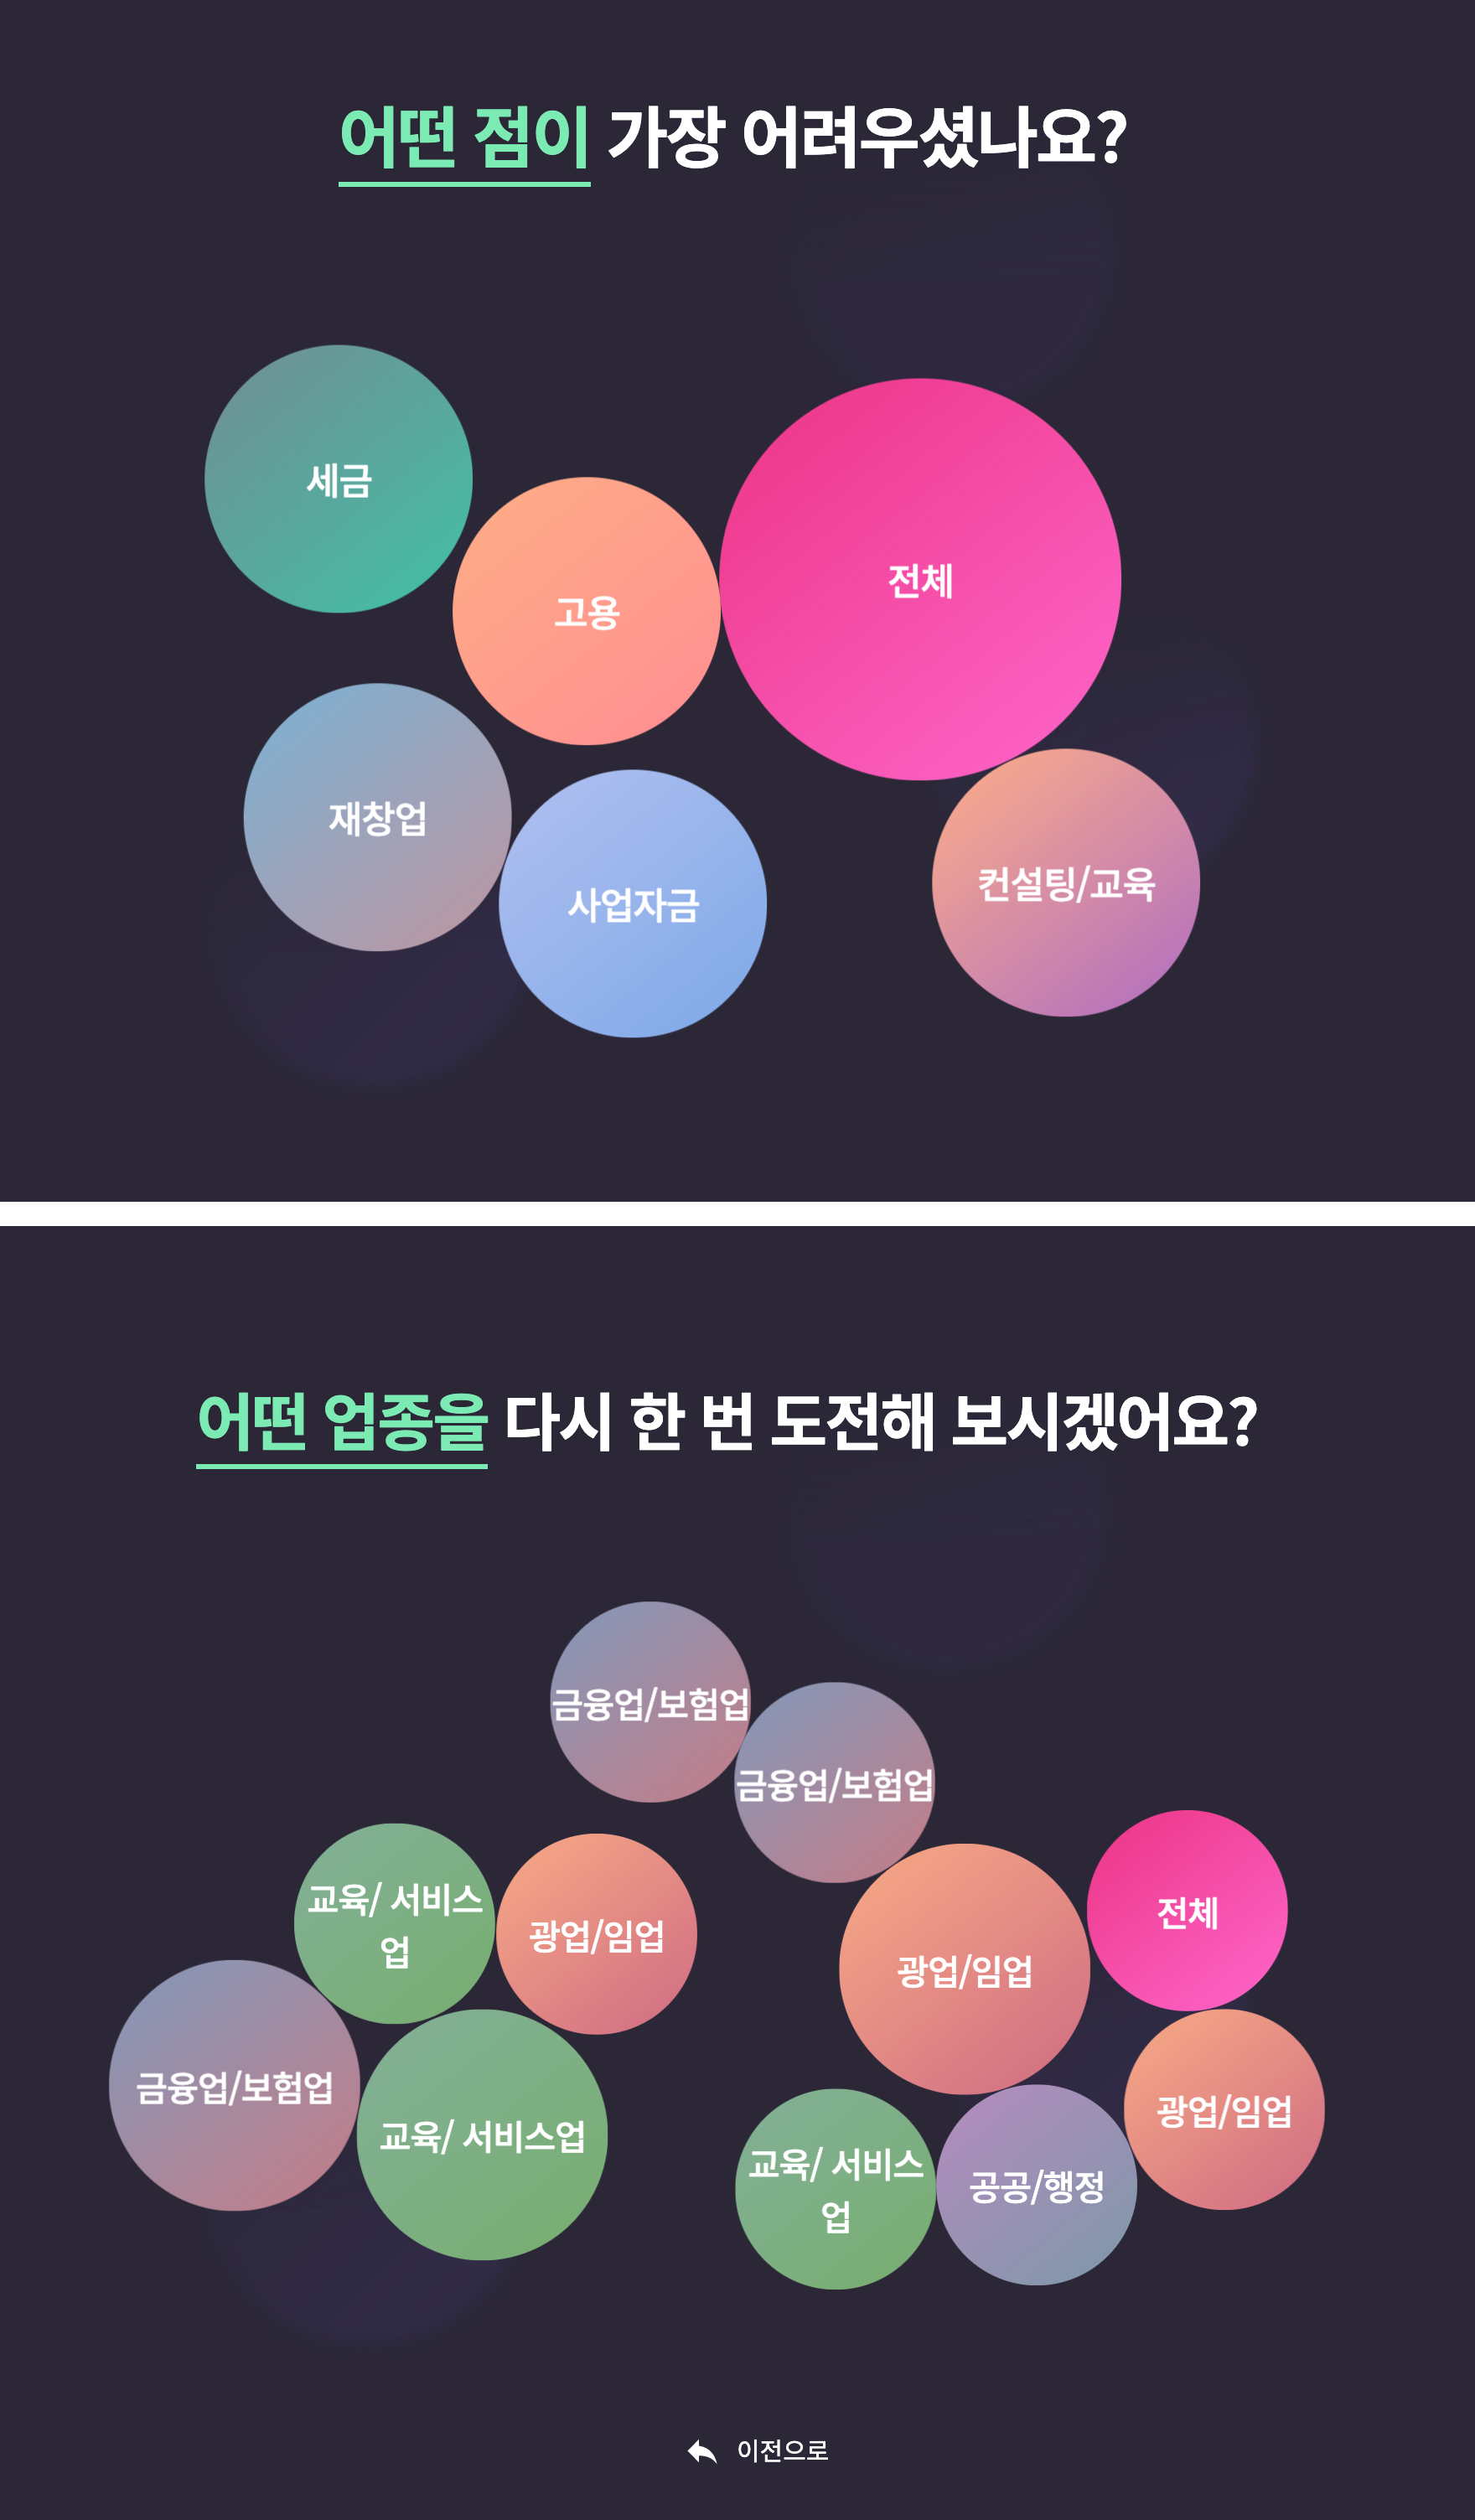 어떤 점이 가장 어려우셨나요?
세금
고용
전체
재창업
사업자금
컨설팅/교육
어떤 업종을 다시 한 번 도전해 보시겠어요?
금융업/보험업
금융업/보험업
교육/ 서비스
업
광업/임업
광업/임업
전체
금융업/보험업
교육/ 서비스업
교육/ 서비스
업
공공/행정
광업/임업
이전으로